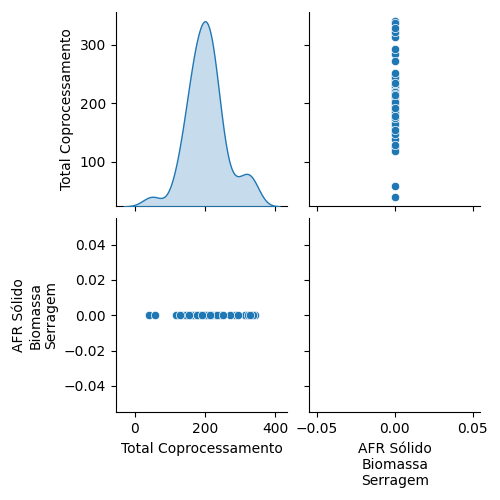 Total Coprocessamento
300
200
100
AFR Sólido
Biomassa
Serragem
0.04
0.02
0.00
−0.02
−0.04
0
200
400
Total Coprocessamento
−0.05
0.00
0.05
AFR Sólido
Biomassa
Serragem